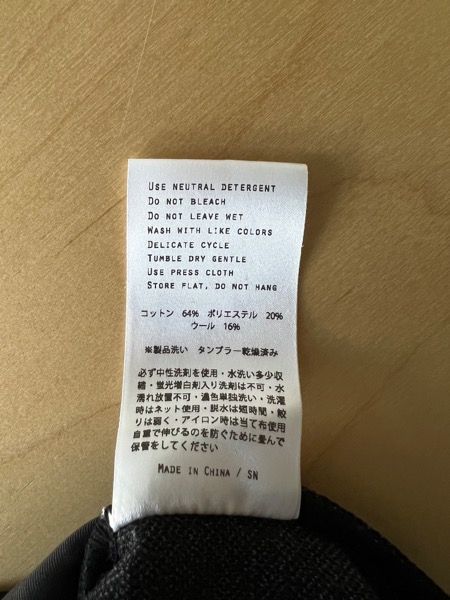 USE NEUTRAL DETERGENT
DO NOT BLEACH
DO NOT LEAVE WET
WASH WITH LIKE COLORS
DELICATE CYCLE
TUMBLE DRY GENTLE
USE PRESS CLOTH
STORE FLAT, DO NOT HANG
コットン 64% ポリエステル 20%
ウール 16%
※製品洗い タンブラー乾燥済み
必ず中性洗剤を使用・水洗い多少収
縮・蛍光増白剤入り洗剤は不可・水
濡れ放置不可・濃色単独洗い・洗濯
時はネット使用・脱水は短時間・絞
りは弱く・アイロン時は当て布使用
自重で伸びるのを防ぐために畳んで
保管をしてください
MADE IN CHINA / SN